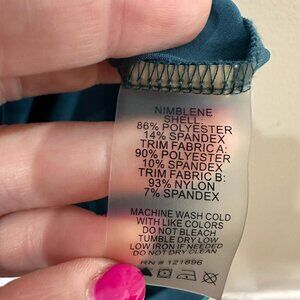 NIMBLENE
SHELL:
86% POLYESTER
14% SPANDEX
TRIM FABRIC A:
90% POLYESTER
10% SPANDEX
TRIM FABRIC B:
93% NYLON
7% SPANDEX
MACHINE WASH COLD
WITH LIKE COLORS
DO NOT BLEACH
TUMBLE DRY LOW
LOW IRON IF NEEDED
DO NOT DRY CLEAN
RN # 121896